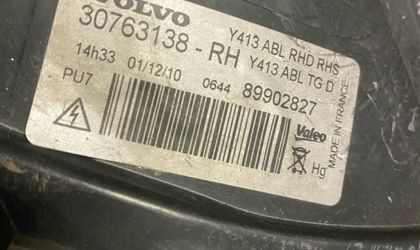 VOLVO
30763138 - RH Y413 ABL RHD RHS
Y413 ABL TG D
14h33 01/12/10 0644 89902827
PU7
Valeo
Hg
MADE IN FRANCE